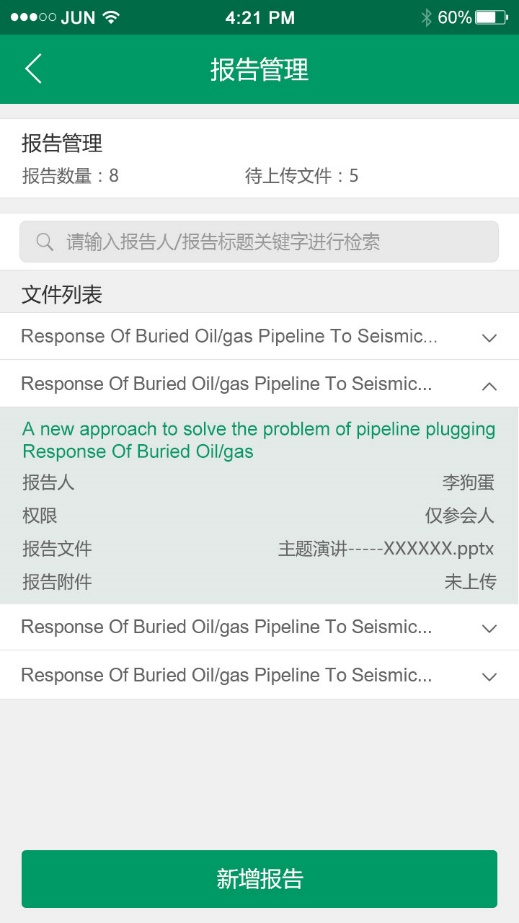 JUN 4:21 PM 60%
报告管理
报告管理
报告数量：8 待上传文件：5
请输入报告人/报告标题关键字进行检索
文件列表
Response Of Buried Oil/gas Pipeline To Seismic...
Response Of Buried Oil/gas Pipeline To Seismic...
A new approach to solve the problem of pipeline plugging
Response Of Buried Oil/gas
报告人 李狗蛋
权限 仅参会人
报告文件 主题演讲-----XXXXXX.pptx
报告附件 未上传
Response Of Buried Oil/gas Pipeline To Seismic...
Response Of Buried Oil/gas Pipeline To Seismic...
新增报告